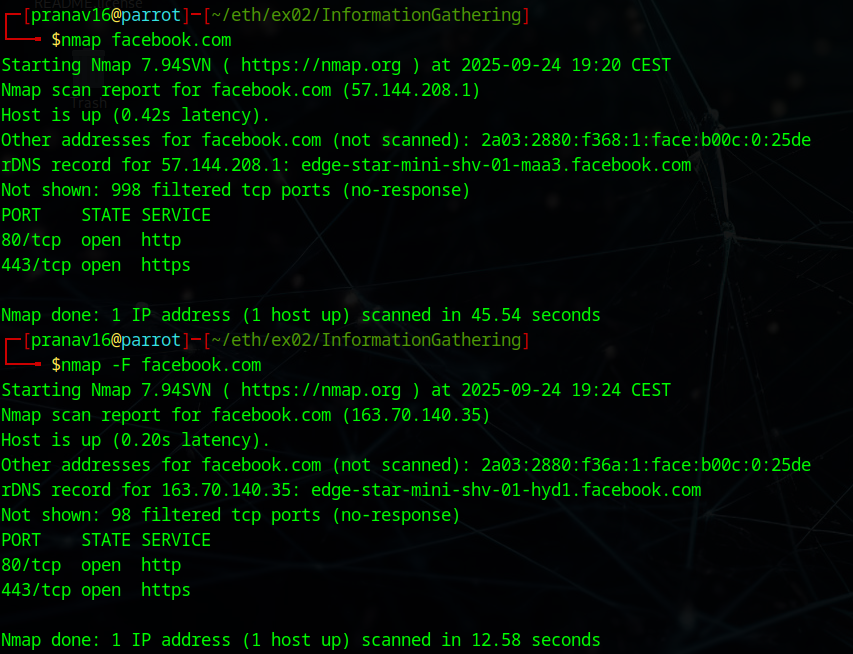 README.license
[pranav16@parrot]-[~/eth/ex02/InformationGathering]
$nmap facebook.com
Starting Nmap 7.94SVN ( https://nmap.org ) at 2025-09-24 19:20 CEST
Nmap scan report for facebook.com (57.144.208.1)
Trash
Host is up (0.42s latency).
Other addresses for facebook.com (not scanned): 2a03:2880:f368:1:face:b00c:0:25de
rDNS record for 57.144.208.1: edge-star-mini-shv-01-maa3.facebook.com
Not shown: 998 filtered tcp ports (no-response)
PORT    STATE SERVICE
80/tcp  open  http
443/tcp open  https
Nmap done: 1 IP address (1 host up) scanned in 45.54 seconds
[pranav16@parrot]-[~/eth/ex02/InformationGathering]
$nmap -F facebook.com
Starting Nmap 7.94SVN ( https://nmap.org ) at 2025-09-24 19:24 CEST
Nmap scan report for facebook.com (163.70.140.35)
Host is up (0.20s latency).
Other addresses for facebook.com (not scanned): 2a03:2880:f36a:1:face:b00c:0:25de
rDNS record for 163.70.140.35: edge-star-mini-shv-01-hyd1.facebook.com
Not shown: 98 filtered tcp ports (no-response)
PORT    STATE SERVICE
80/tcp  open  http
443/tcp open  https
Nmap done: 1 IP address (1 host up) scanned in 12.58 seconds